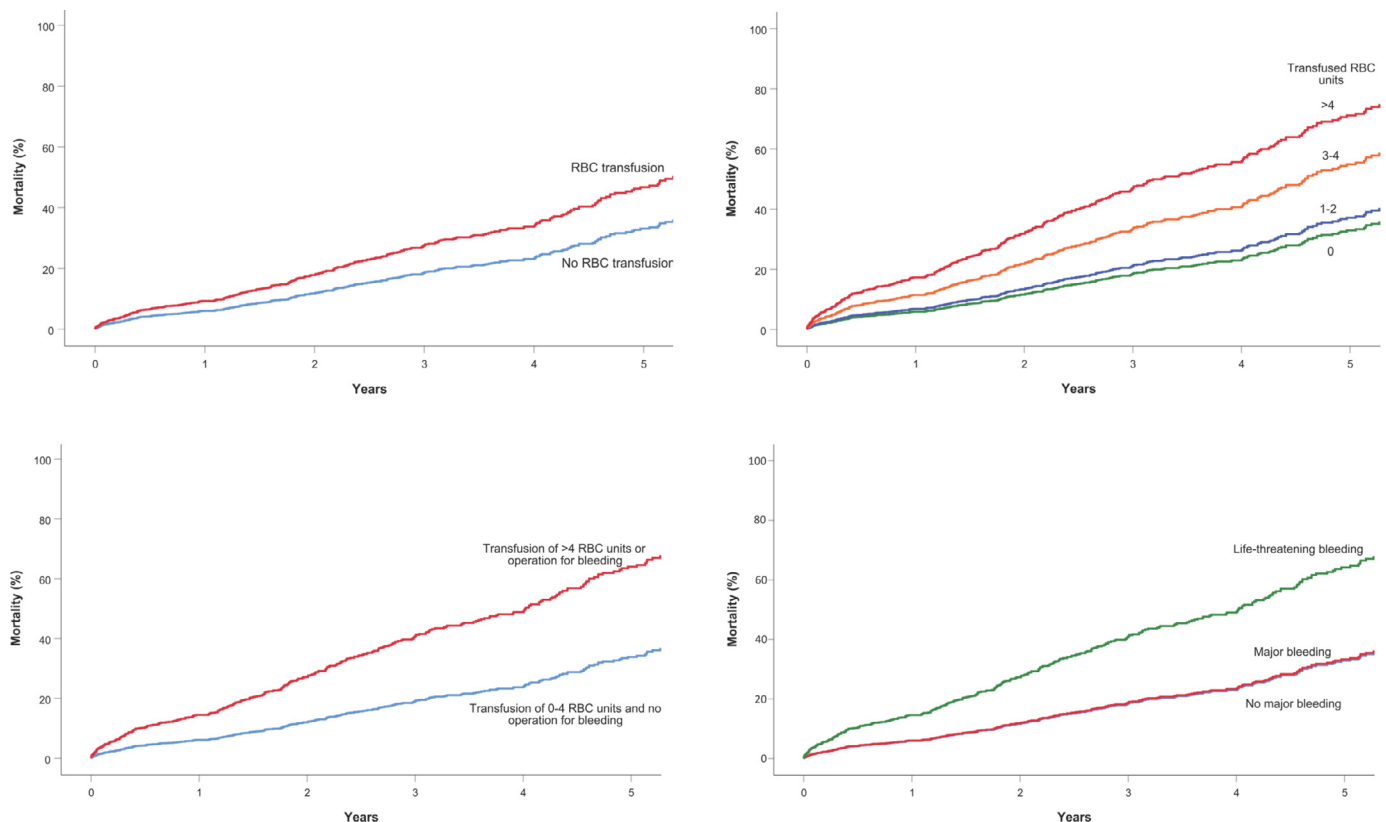 100
80
60
40
20
0
Mortality (%)
RBC transfusion
No RBC transfusion
0 1 2 3 4 5
Years
100
80
60
40
20
0
Mortality (%)
Transfused RBC
units
>4
3-4
1-2
0
0 1 2 3 4 5
Years
100
80
60
40
20
0
Mortality (%)
Transfusion of >4 RBC units or
operation for bleeding
Transfusion of 0-4 RBC units and no
operation for bleeding
0 1 2 3 4 5
Years
100
80
60
40
20
0
Mortality (%)
Life-threatening bleeding
Major bleeding
No major bleeding
0 1 2 3 4 5
Years